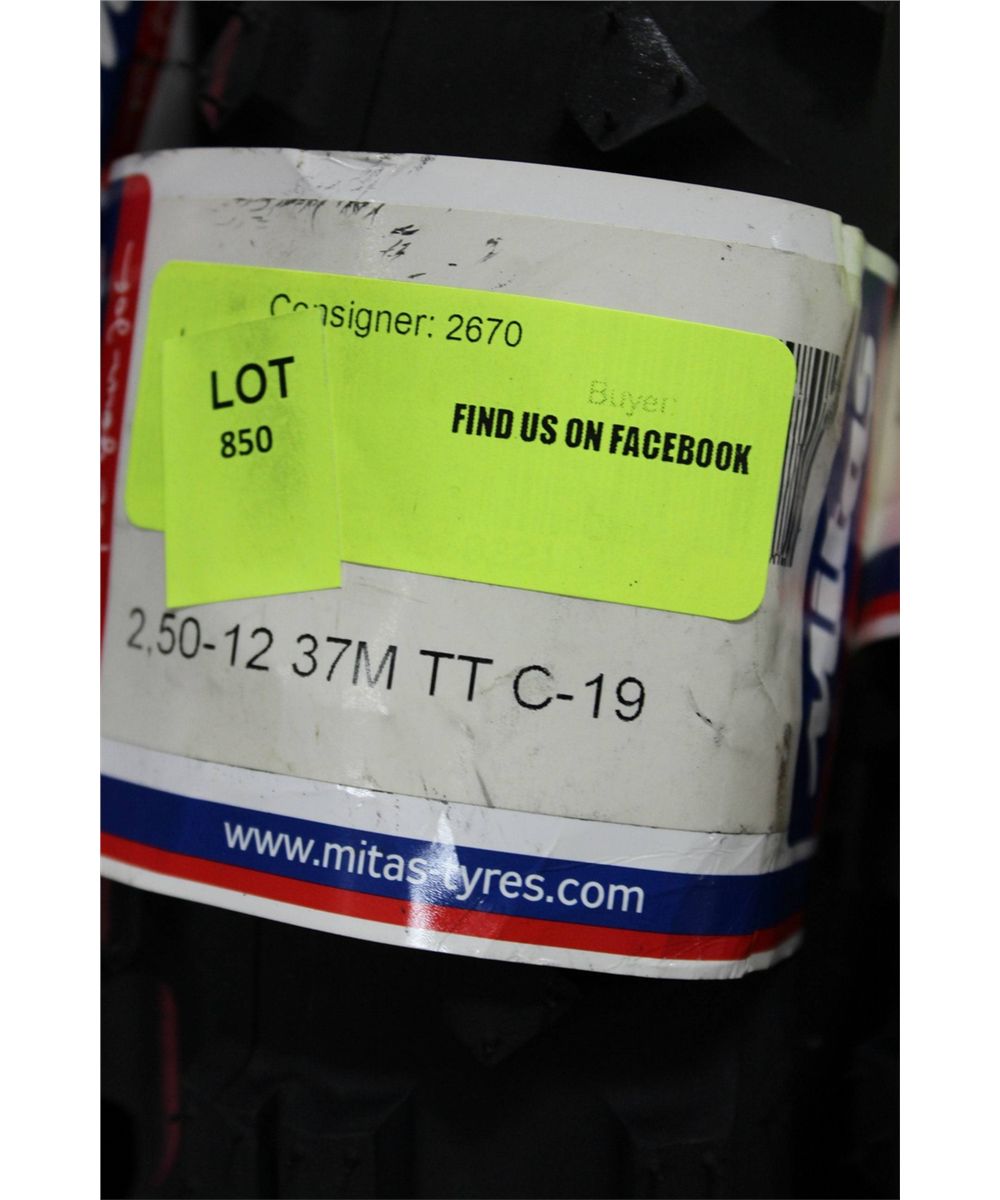 Consigner: 2670
LOT
850
Buyer:
FIND US ON FACEBOOK
2,50-12 37M TT C-19
www.mitas-tyres.com
mitas